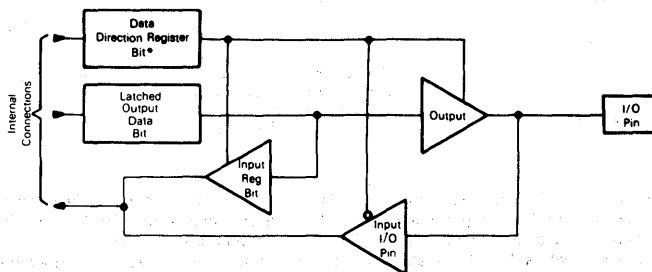 Data
Direction Register
Bit*
Internal
Connections
Latched
Output
Data
Bit
Output
I/O
Pin
Input
Reg
Bit
Input
I/O
Pin